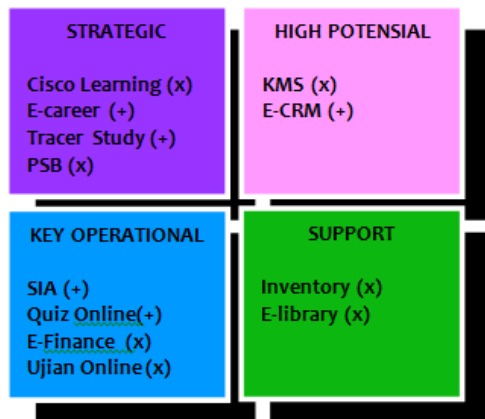 STRATEGIC
Cisco Learning (x)
E-career (+)
Tracer Study (+)
PSB (x)
HIGH POTENSIAL
KMS (x)
E-CRM (+)
KEY OPERATIONAL
SIA (+)
Quiz Online(+)
E-Finance (x)
Ujian Online (x)
SUPPORT
Inventory (x)
E-library (x)